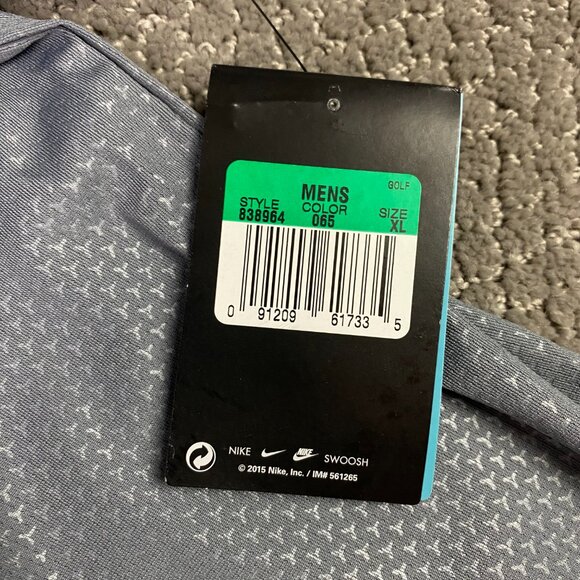 MENS GOLF
STYLE COLOR SIZE
838964 065 XL
0 91209 61733 5
NIKE NIKE SWOOSH
© 2015 Nike, Inc. / IM# 561265